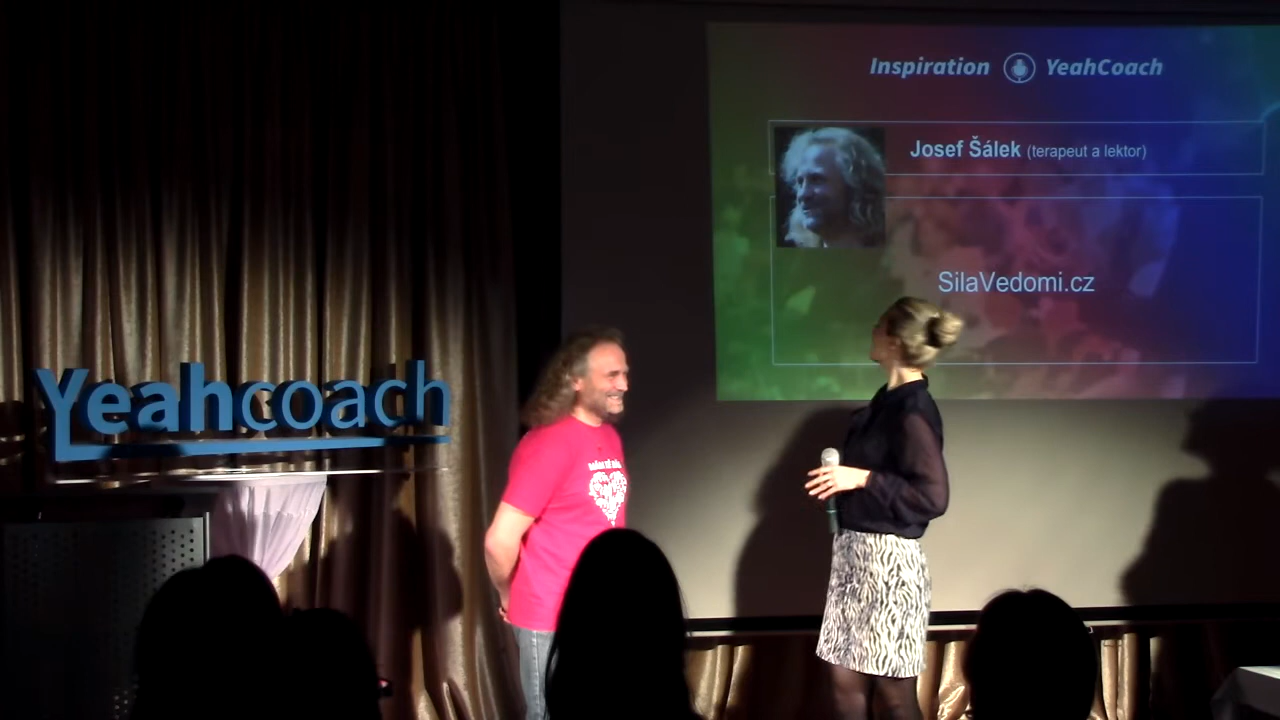 Inspiration YeahCoach
Josef Šálek (terapeut a lektor)
SilaVedomi.cz
Yeahcoach